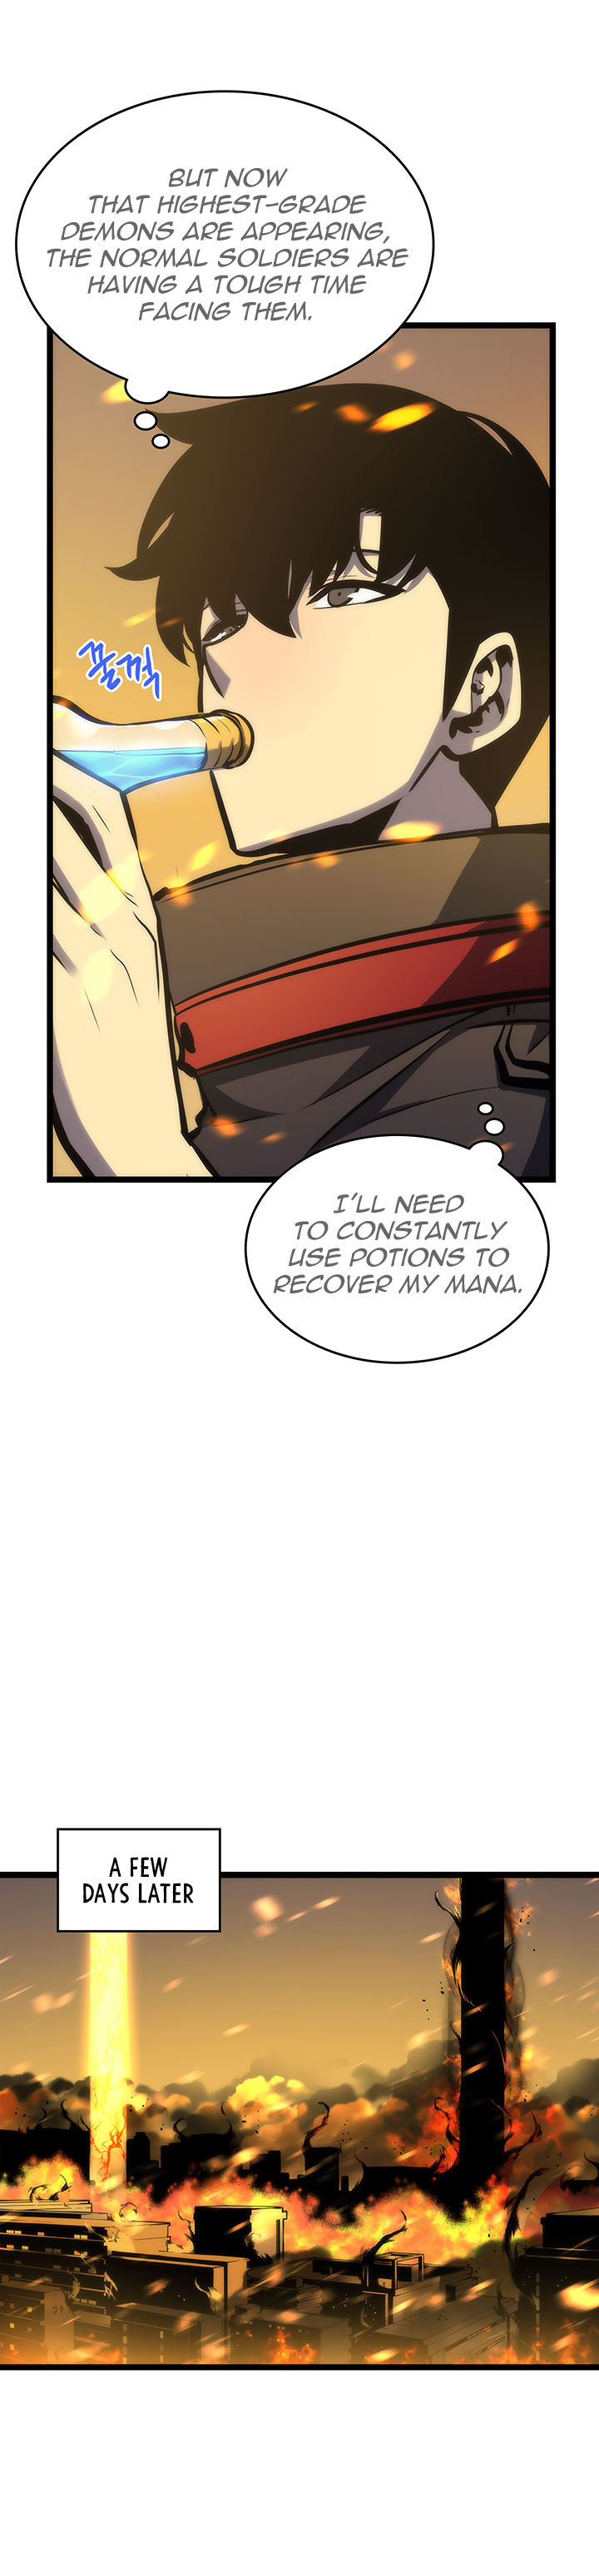 BUT NOW
THAT HIGHEST-GRADE
DEMONS ARE APPEARING,
THE NORMAL SOLDIERS ARE
HAVING A TOUGH TIME
FACING THEM.
꿀꺽
I'LL NEED
TO CONSTANTLY
USE POTIONS TO
RECOVER MY MANA.
A FEW
DAYS LATER
가